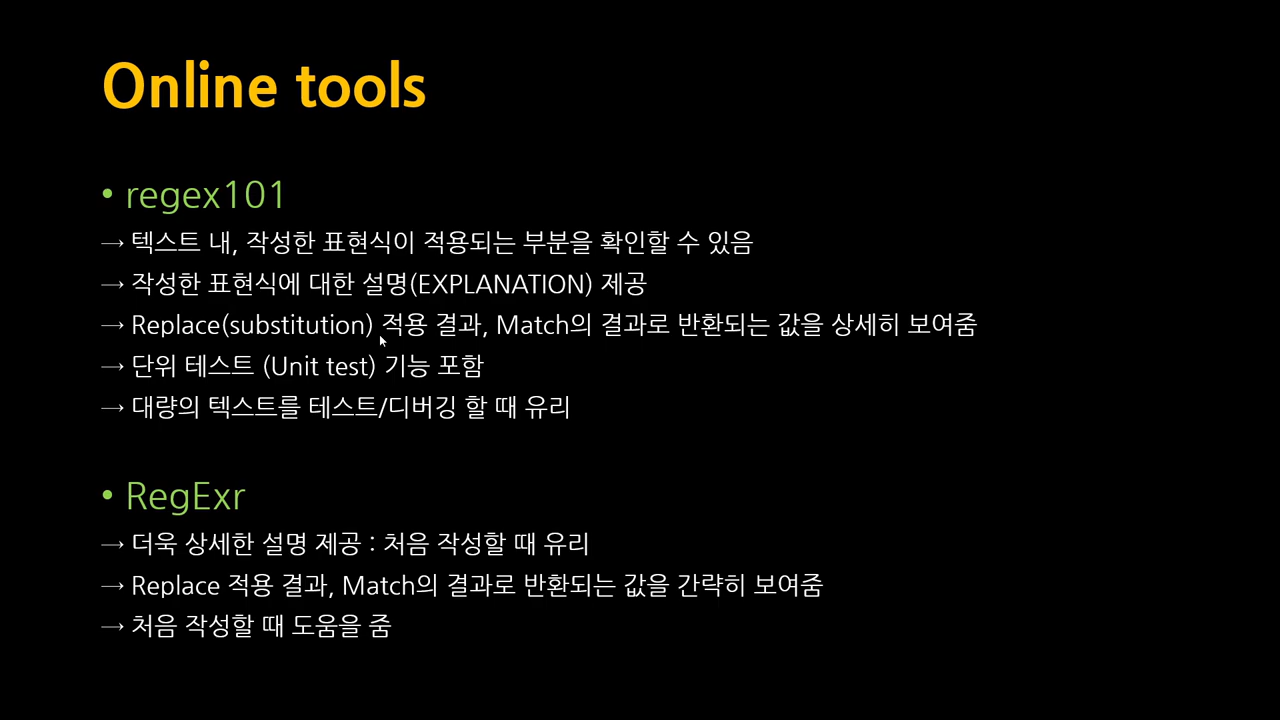 Online tools
• regex101
→ 텍스트 내, 작성한 표현식이 적용되는 부분을 확인할 수 있음
→ 작성한 표현식에 대한 설명(EXPLANATION) 제공
→ Replace(substitution) 적용 결과, Match의 결과로 반환되는 값을 상세히 보여줌
→ 단위 테스트 (Unit test) 기능 포함
→ 대량의 텍스트를 테스트/디버깅 할 때 유리
• RegExr
→ 더욱 상세한 설명 제공 : 처음 작성할 때 유리
→ Replace 적용 결과, Match의 결과로 반환되는 값을 간략히 보여줌
→ 처음 작성할 때 도움을 줌